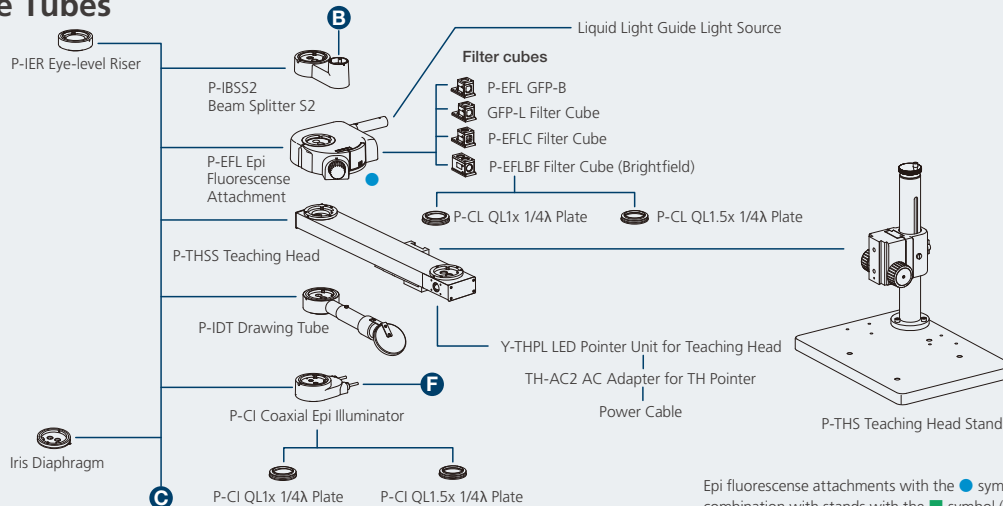 Tubes
B
Liquid Light Guide Light Source
P-IER Eye-level Riser
Filter cubes
P-IBSS2
Beam Splitter S2
P-EFL GFP-B
GFP-L Filter Cube
P-EFLC Filter Cube
P-EFLBF Filter Cube (Brightfield)
P-EFL Epi
Fluorescense
Attachment
P-CL QL1x 1/4λ Plate
P-CL QL1.5x 1/4λ Plate
P-THSS Teaching Head
P-IDT Drawing Tube
Y-THPL LED Pointer Unit for Teaching Head
TH-AC2 AC Adapter for TH Pointer
Power Cable
P-THS Teaching Head Stand
F
P-CI Coaxial Epi Illuminator
Iris Diaphragm
C
P-CI QL1x 1/4λ Plate
P-CI QL1.5x 1/4λ Plate
Epi fluorescense attachments with the ● sym
combination with stands with the ■ symbol (